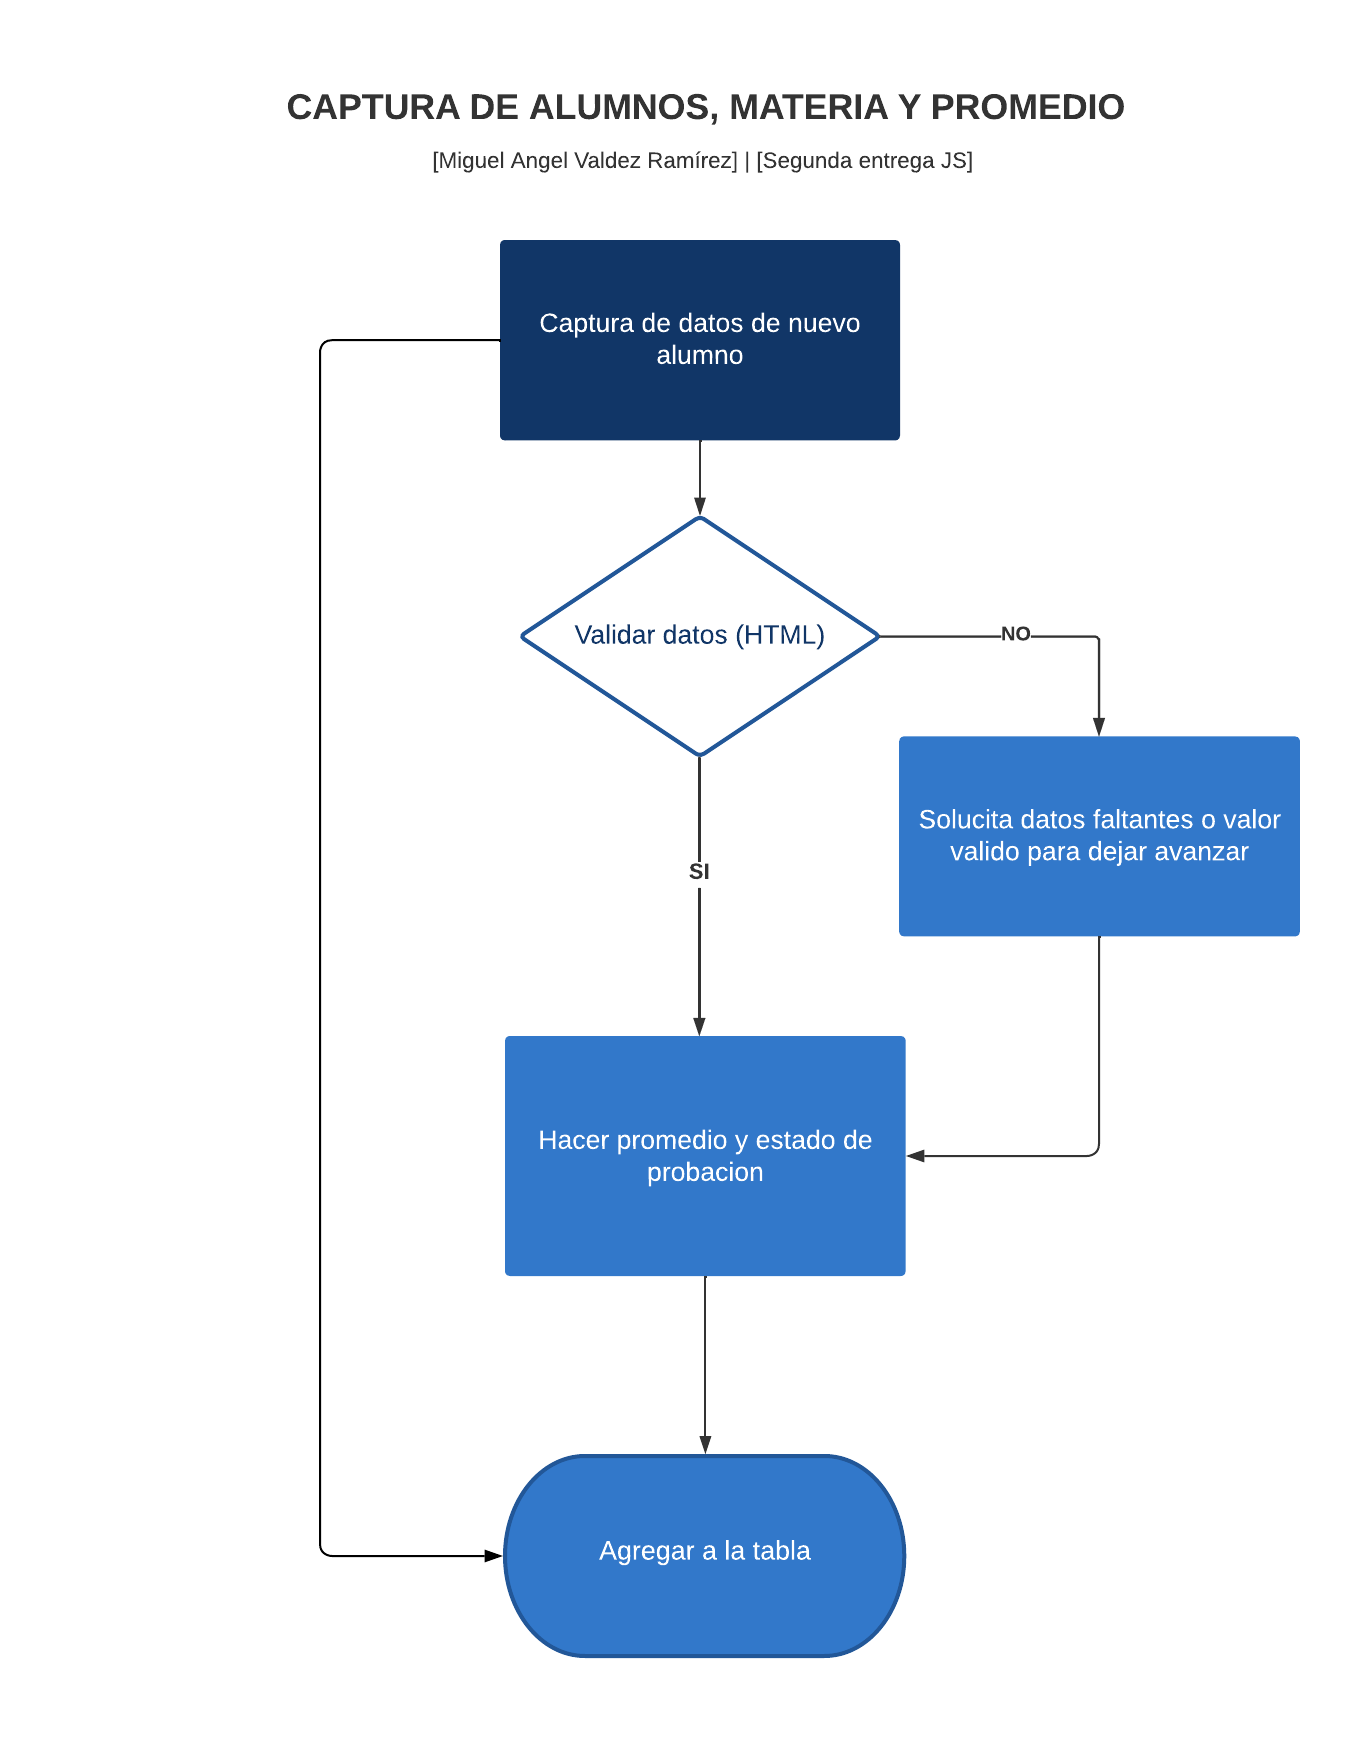 CAPTURA DE ALUMNOS, MATERIA Y PROMEDIO
[Miguel Angel Valdez Ramírez] | [Segunda entrega JS]
Captura de datos de nuevo
alumno
Validar datos (HTML)
NO
Solucita datos faltantes o valor
valido para dejar avanzar
SI
Hacer promedio y estado de
probacion
Agregar a la tabla